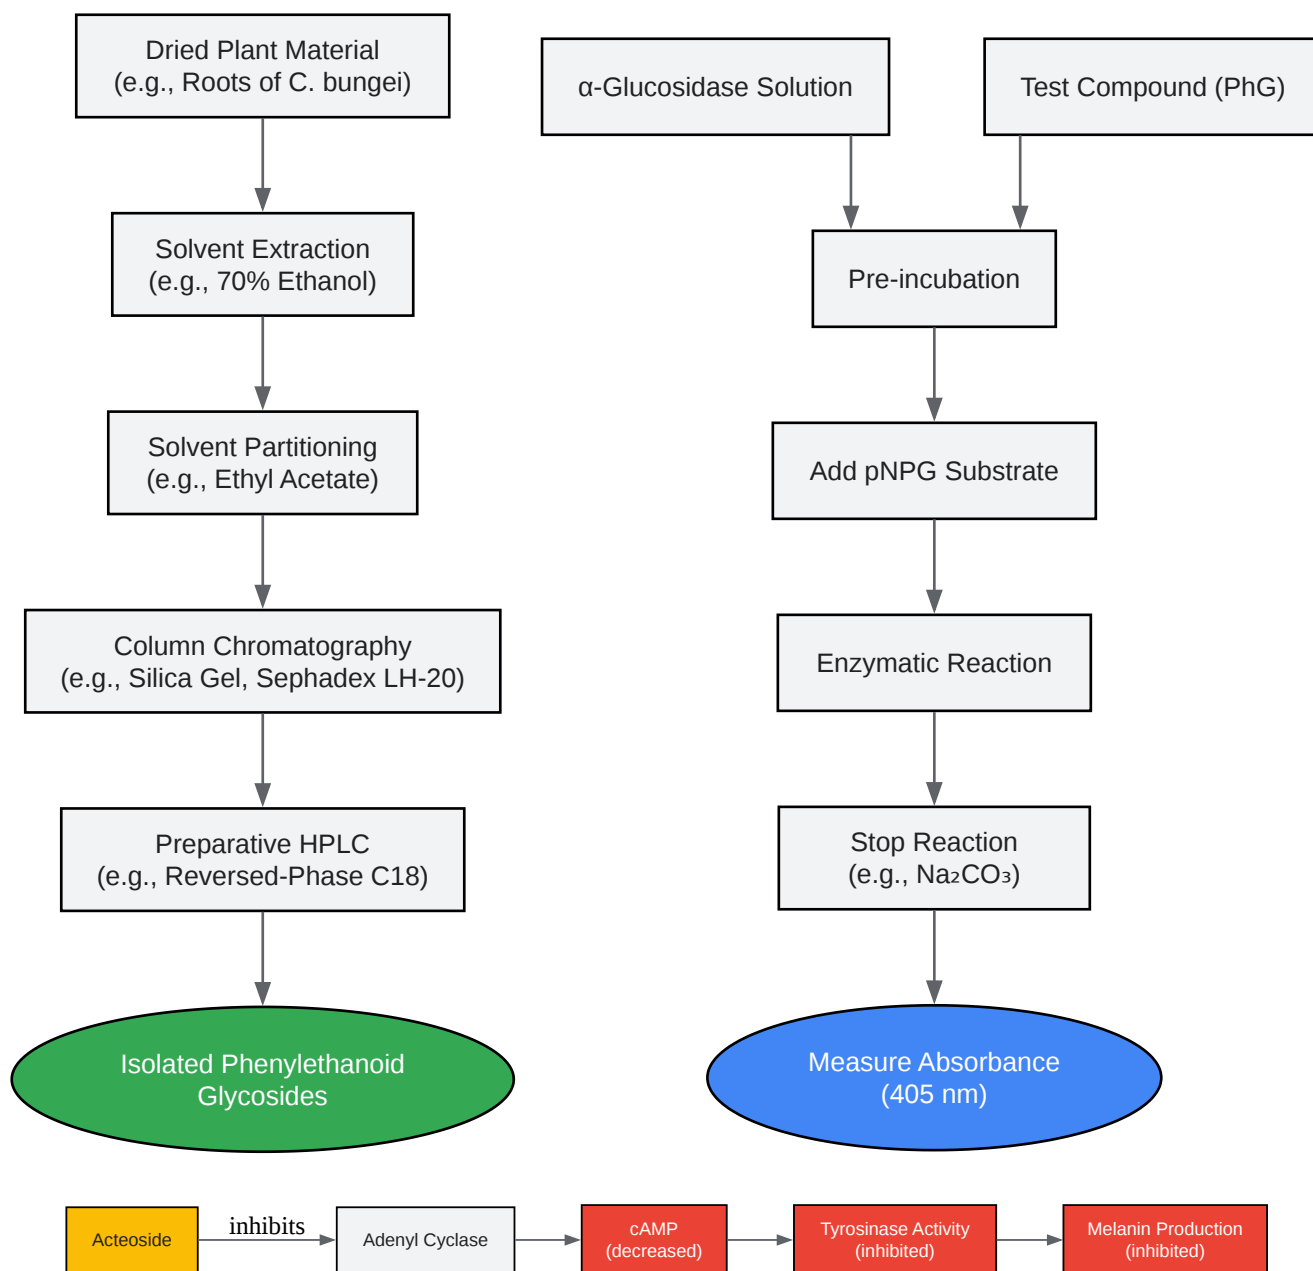 Dried Plant Material
(e.g., Roots of C. bungei)
Solvent Extraction
(e.g., 70% Ethanol)
Solvent Partitioning
(e.g., Ethyl Acetate)
Column Chromatography
(e.g., Silica Gel, Sephadex LH-20)
Preparative HPLC
(e.g., Reversed-Phase C18)
Isolated Phenylethanoid
Glycosides
α-Glucosidase Solution
Test Compound (PhG)
Pre-incubation
Add pNPG Substrate
Enzymatic Reaction
Stop Reaction
(e.g., Na₂CO₃)
Measure Absorbance
(405 nm)
Acteoside
inhibits
Adenyl Cyclase
cAMP
(decreased)
Tyrosinase Activity
(inhibited)
Melanin Production
(inhibited)